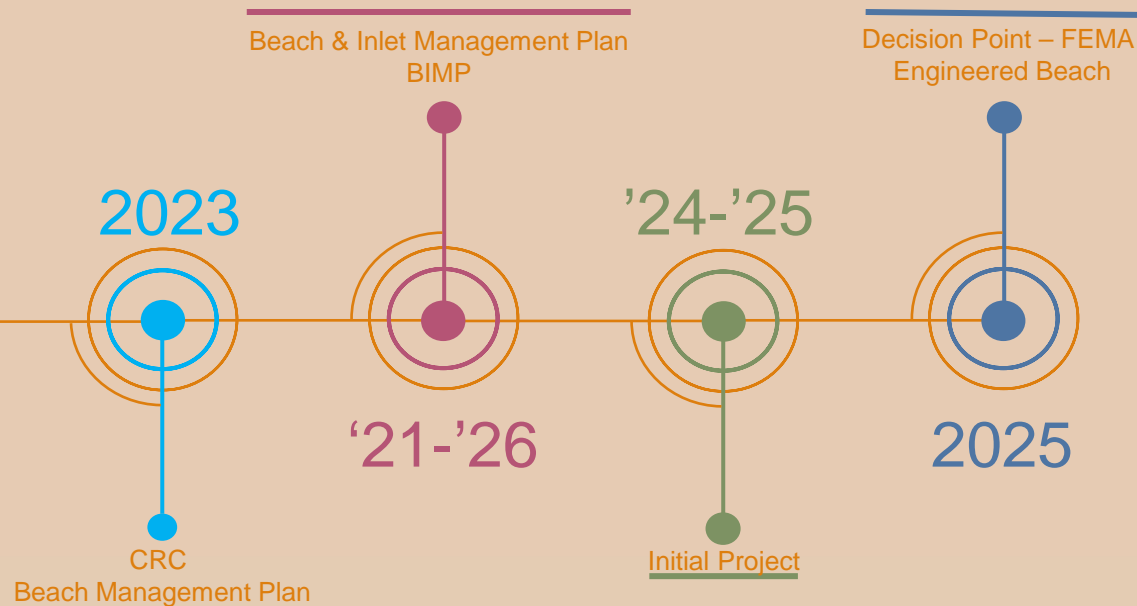 Beach & Inlet Management Plan
BIMP
Decision Point – FEMA
Engineered Beach
2023
’24-’25
‘21-’26
2025
CRC
Beach Management Plan
Initial Project